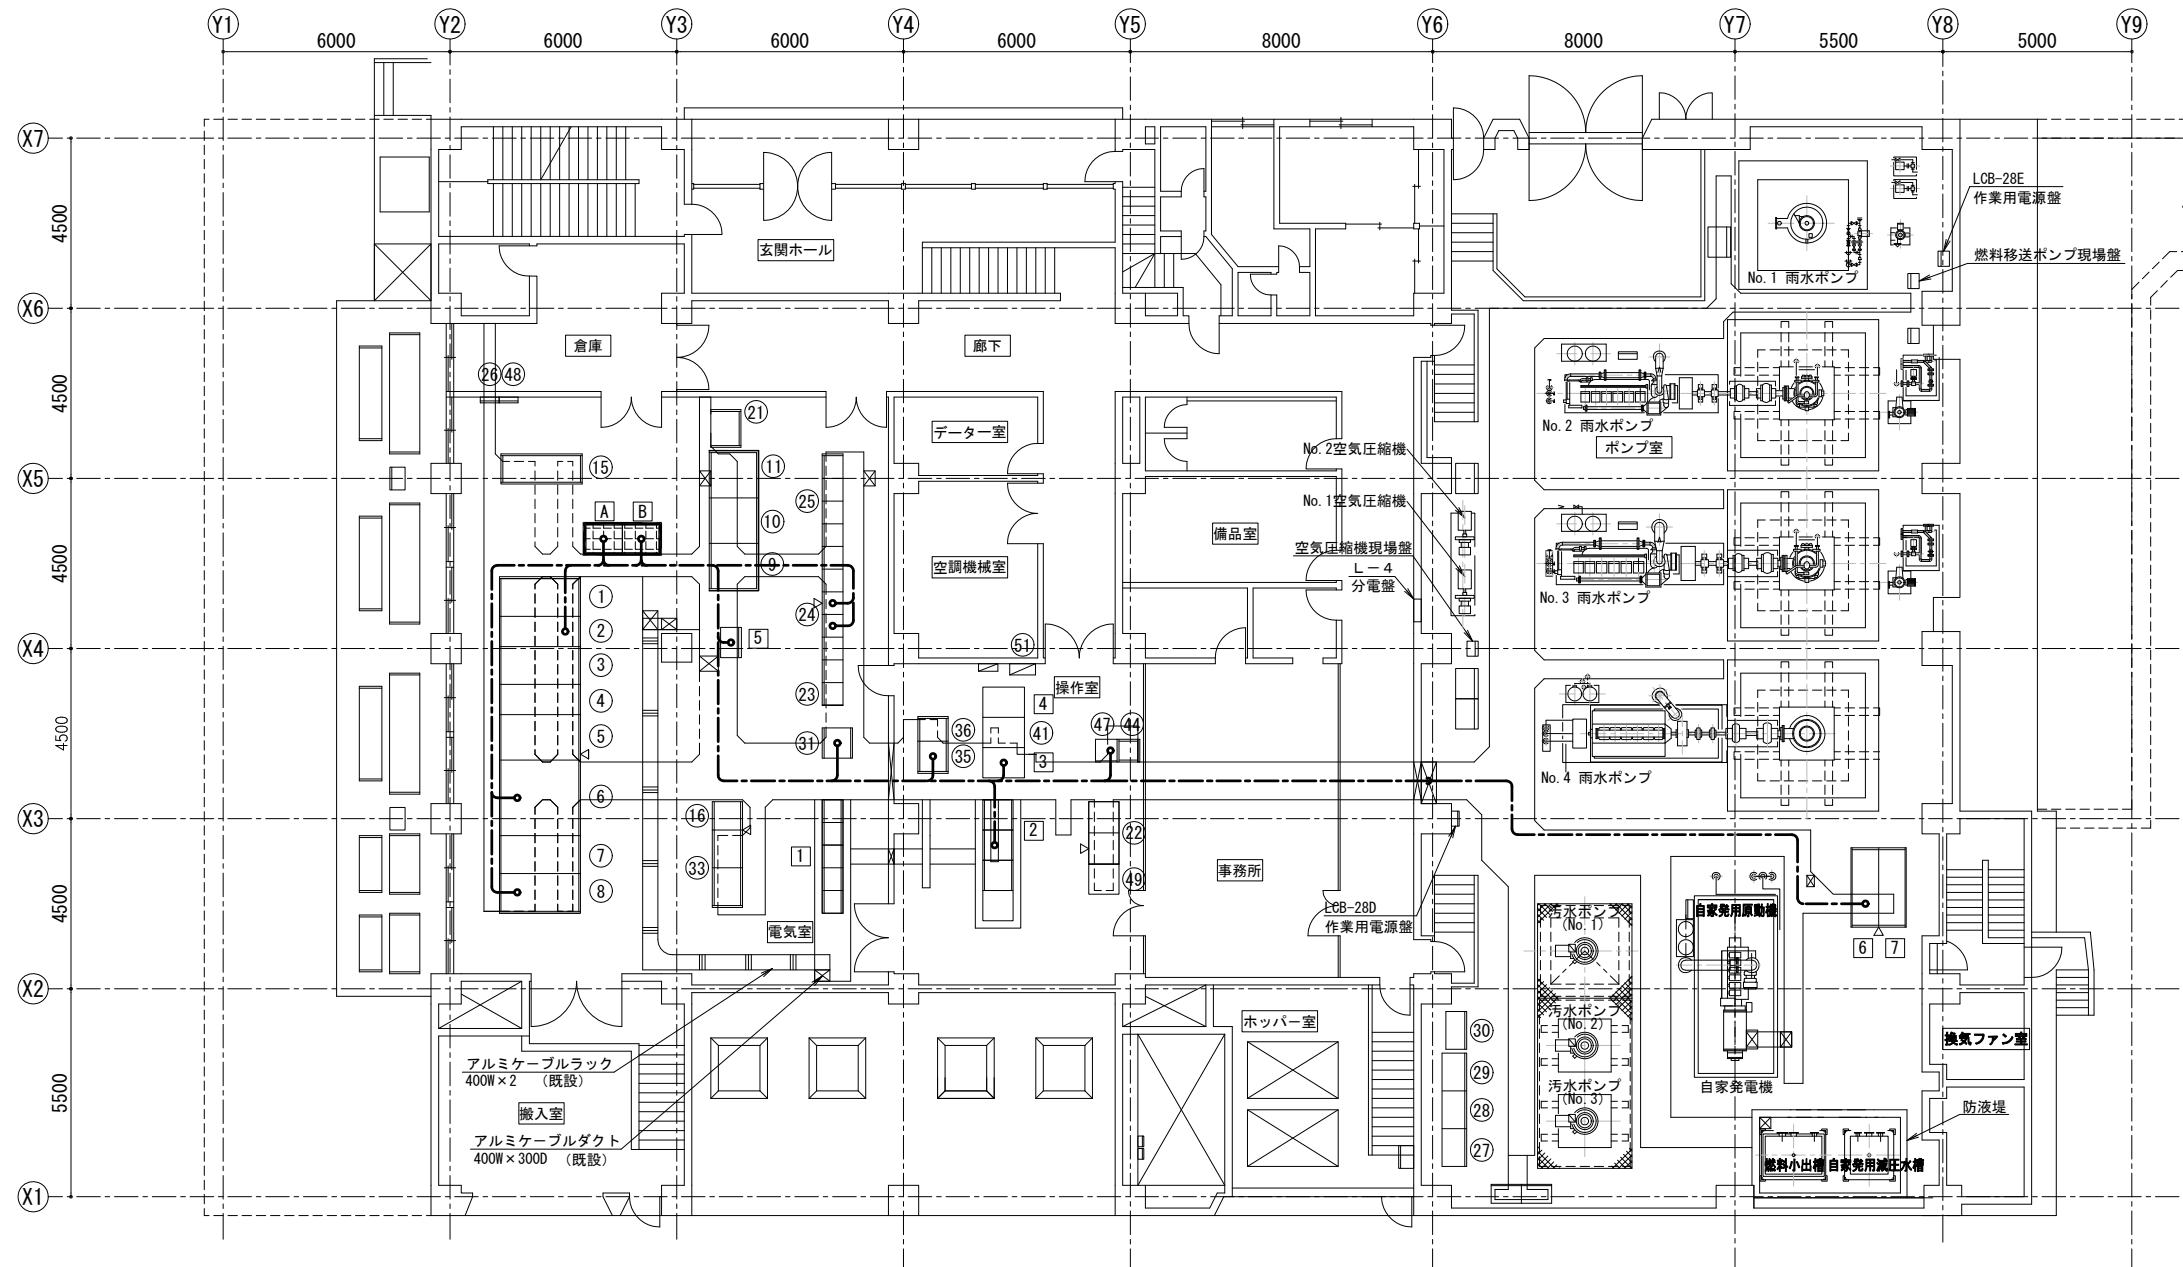 Y1 Y2 Y3 Y4 Y5 Y6 Y7 Y8 Y9
6000 6000 6000 6000 8000 8000 5500 5000
X7
4500
X6
4500
X5
4500
X4
4500
X3
4500
X2
5500
X1
LCB-28E
作業用電源盤
燃料移送ポンプ現場盤
玄関ホール
No.1 雨水ポンプ
倉庫
廊下
26 48
21
データー室
No.2 雨水ポンプ
ポンプ室
No.2空気圧縮機
15
11
25
No.1空気圧縮機
A B
10
備品室
空気圧縮機現場盤
9
空調機械室
L-4
分電盤
1
24
No.3 雨水ポンプ
2
5
51
3
操作室
23
4
4
47 44
36
41
5
31
35
3
No.4 雨水ポンプ
6
16
2
22
7
1
33
事務所
49
8
LCB-28D
作業用電源盤
汚水ポンプ
(No.1)
自家発用原動機
電気室
6 7
30
汚水ポンプ
(No.2)
ホッパー室
換気ファン室
アルミケーブルラック
400W×2 (既設)
29
汚水ポンプ
(No.3)
自家発電機
搬入室
28
防液堤
アルミケーブルダクト
400W×300D (既設)
27
燃料小出槽 自家発用減圧水槽